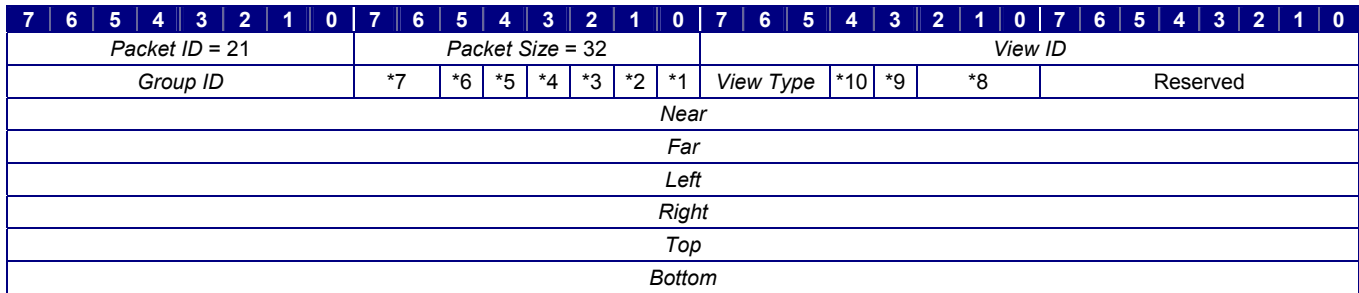 7 6 5 4 3 2 1 0 7 6 5 4 3 2 1 0 7 6 5 4 3 2 1 0 7 6 5 4 3 2 1 0
Packet ID = 21 Packet Size = 32 View ID
Group ID *7 *6 *5 *4 *3 *2 *1 View Type *10 *9 *8 Reserved
Near
Far
Left
Right
Top
Bottom